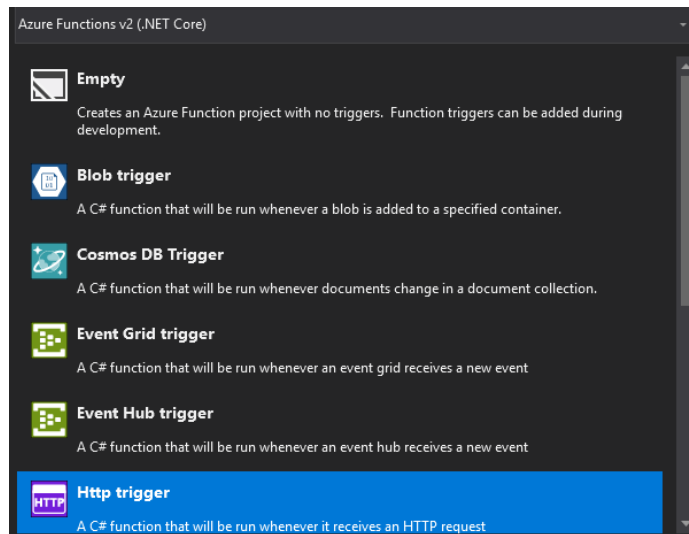 Azure Functions v2 (.NET Core)
Empty
Creates an Azure Function project with no triggers. Function triggers can be added during
development.
Blob trigger
A C# function that will be run whenever a blob is added to a specified container.
Cosmos DB Trigger
A C# function that will be run whenever documents change in a document collection.
Event Grid trigger
A C# function that will be run whenever an event grid receives a new event
Event Hub trigger
A C# function that will be run whenever an event hub receives a new event
HTTP
Http trigger
A C# function that will be run whenever it receives an HTTP request